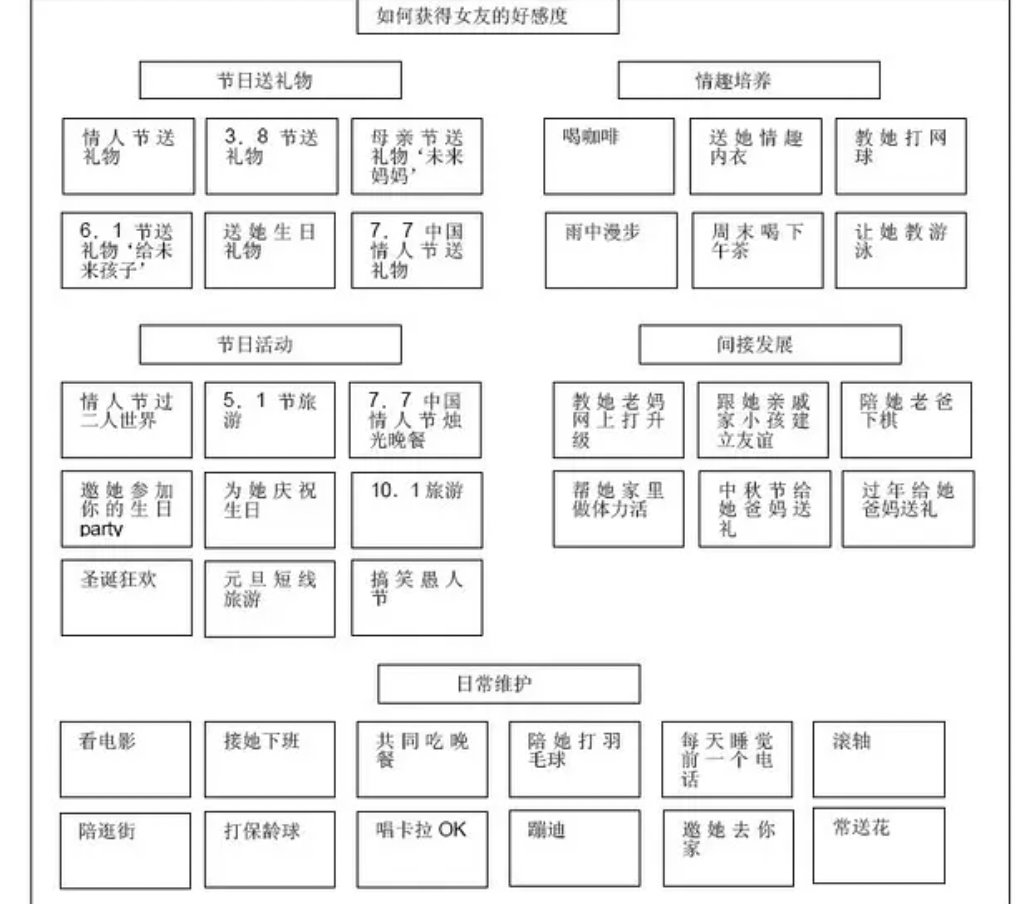 如何获得女友的好感度
节日送礼物
情趣培养
情人节送
礼物
3．8 节送
礼物
母亲节送
礼物‘未来
妈妈’
喝咖啡
送她情趣
内衣
教她打网
球
6．1 节送
礼物‘给未
来孩子’
送她生日
礼物
7．7 中国
情人节送
礼物
雨中漫步
周末喝下
午茶
让她教游
泳
节日活动
间接发展
情人节过
二人世界
5．1 节旅
游
7．7 中国
情人节烛
光晚餐
教她老妈
网上打升
级
跟她亲戚
家小孩建
立友谊
陪她老爸
下棋
邀她参加
你的生日
party
为她庆祝
生日
10．1 旅游
帮她家里
做体力活
中秋节给
她爸妈送
礼
过年给她
爸妈送礼
圣诞狂欢
元旦短线
旅游
搞笑愚人
节
日常维护
看电影
接她下班
共同吃晚
餐
陪她打羽
毛球
每天睡觉
前一个电
话
滚轴
陪逛街
打保龄球
唱卡拉 OK
蹦迪
邀她去你
家
常送花